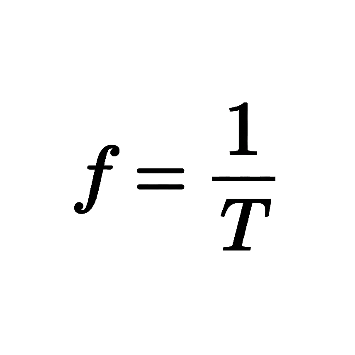 f = 1/T